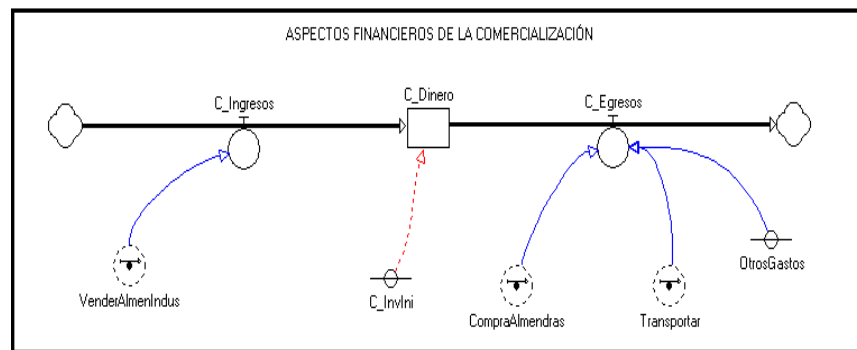 ASPECTOS FINANCIEROS DE LA COMERCIALIZACIÓN
C_Ingresos
C_Dinero
C_Egresos
VenderAlmenIndus
C_InvIni
CompraAlmendras
Transportar
OtrosGastos